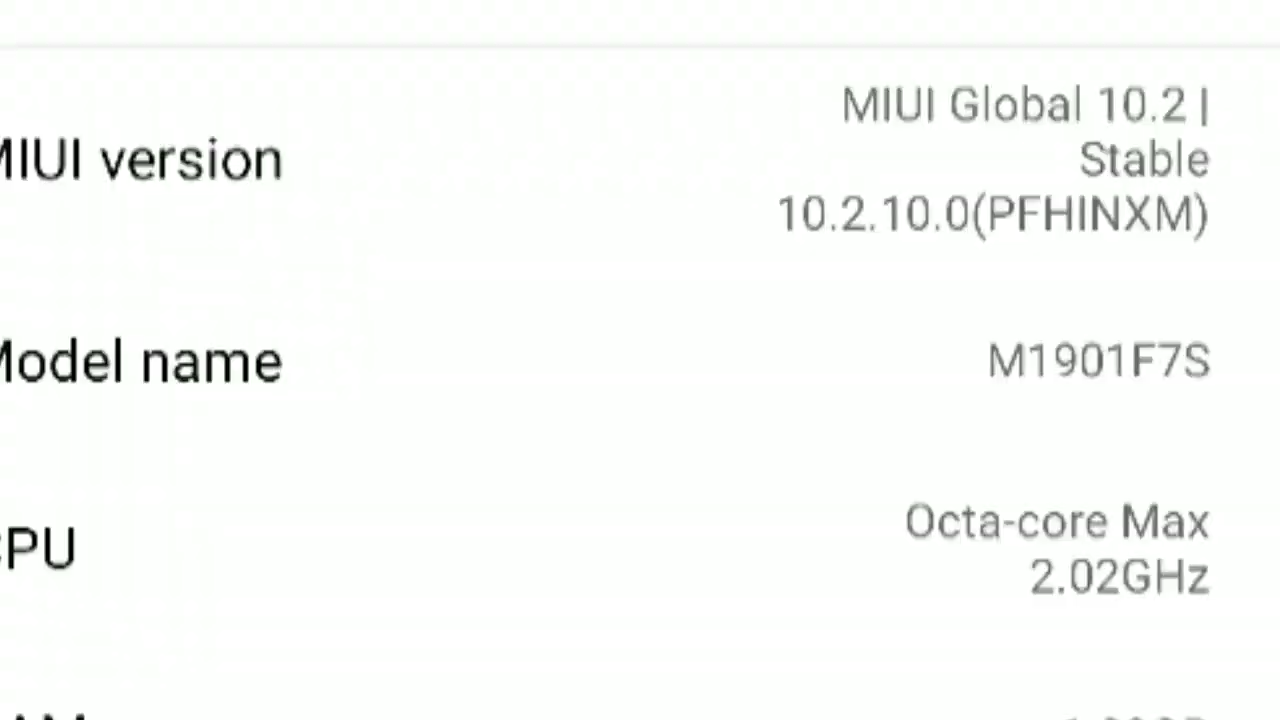 MIUI version
MIUI Global 10.2 |
Stable
10.2.10.0(PFHINXM)
Model name
M1901F7S
CPU
Octa-core Max
2.02GHz